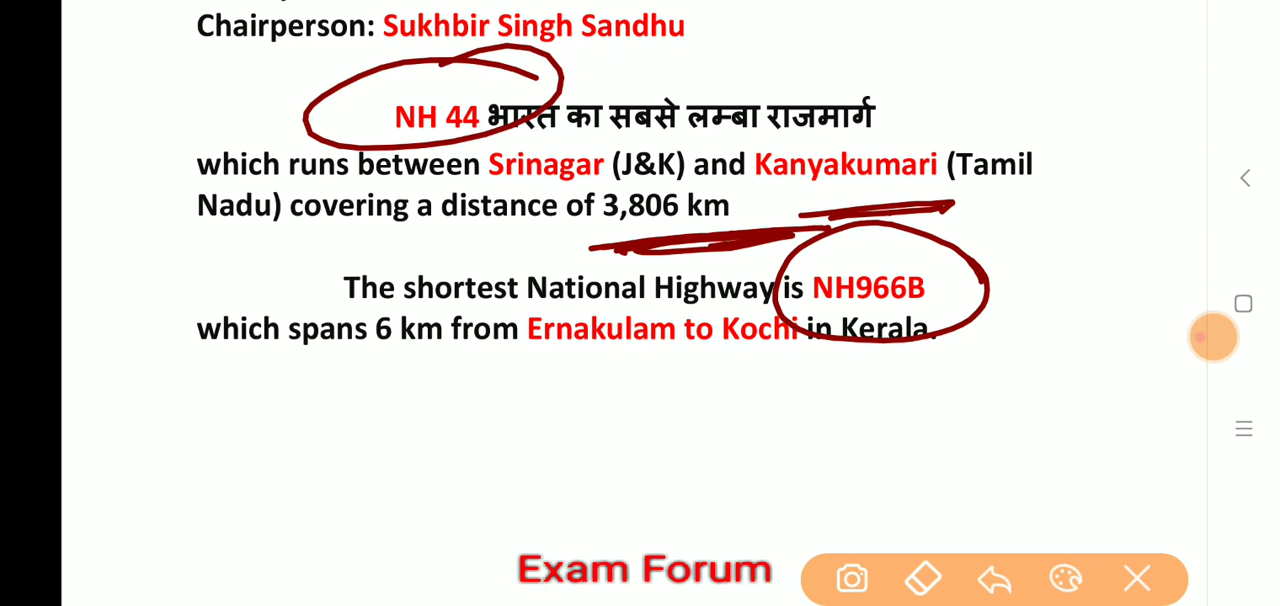 Chairperson: Sukhbir Singh Sandhu
NH 44 भारत का सबसे लम्बा राजमार्ग
which runs between Srinagar (J&K) and Kanyakumari (Tamil
Nadu) covering a distance of 3,806 km
The shortest National Highway is NH966B
which spans 6 km from Ernakulam to Kochi in Kerala.
Exam Forum